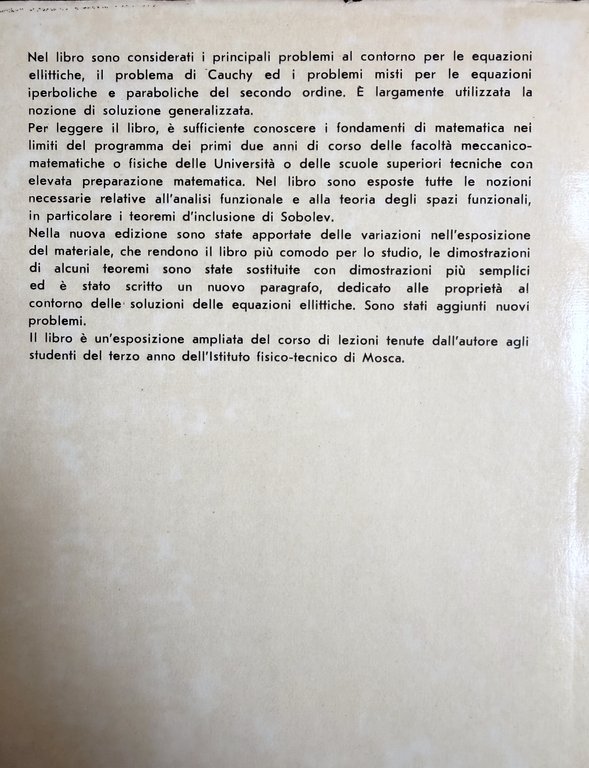 Nel libro sono considerati i principali problemi al contorno per le equazioni
ellittiche, il problema di Cauchy ed i problemi misti per le equazioni
iperboliche e paraboliche del secondo ordine. È largamente utilizzata la
nozione di soluzione generalizzata.
Per leggere il libro, è sufficiente conoscere i fondamenti di matematica nei
limiti del programma dei primi due anni di corso delle facoltà meccanico-
matematiche o fisiche delle Università o delle scuole superiori tecniche con
elevata preparazione matematica. Nel libro sono esposte tutte le nozioni
necessarie relative all'analisi funzionale e alla teoria degli spazi funzionali,
in particolare i teoremi d'inclusione di Sobolev.
Nella nuova edizione sono state apportate delle variazioni nell'esposizione
del materiale, che rendono il libro più comodo per lo studio, le dimostrazioni
di alcuni teoremi sono state sostituite con dimostrazioni più semplici
ed è stato scritto un nuovo paragrafo, dedicato alle proprietà al
contorno delle soluzioni delle equazioni ellittiche. Sono stati aggiunti nuovi
problemi.
Il libro è un'esposizione ampliata del corso di lezioni tenute dall'autore agli
studenti del terzo anno dell'Istituto fisico-tecnico di Mosca.